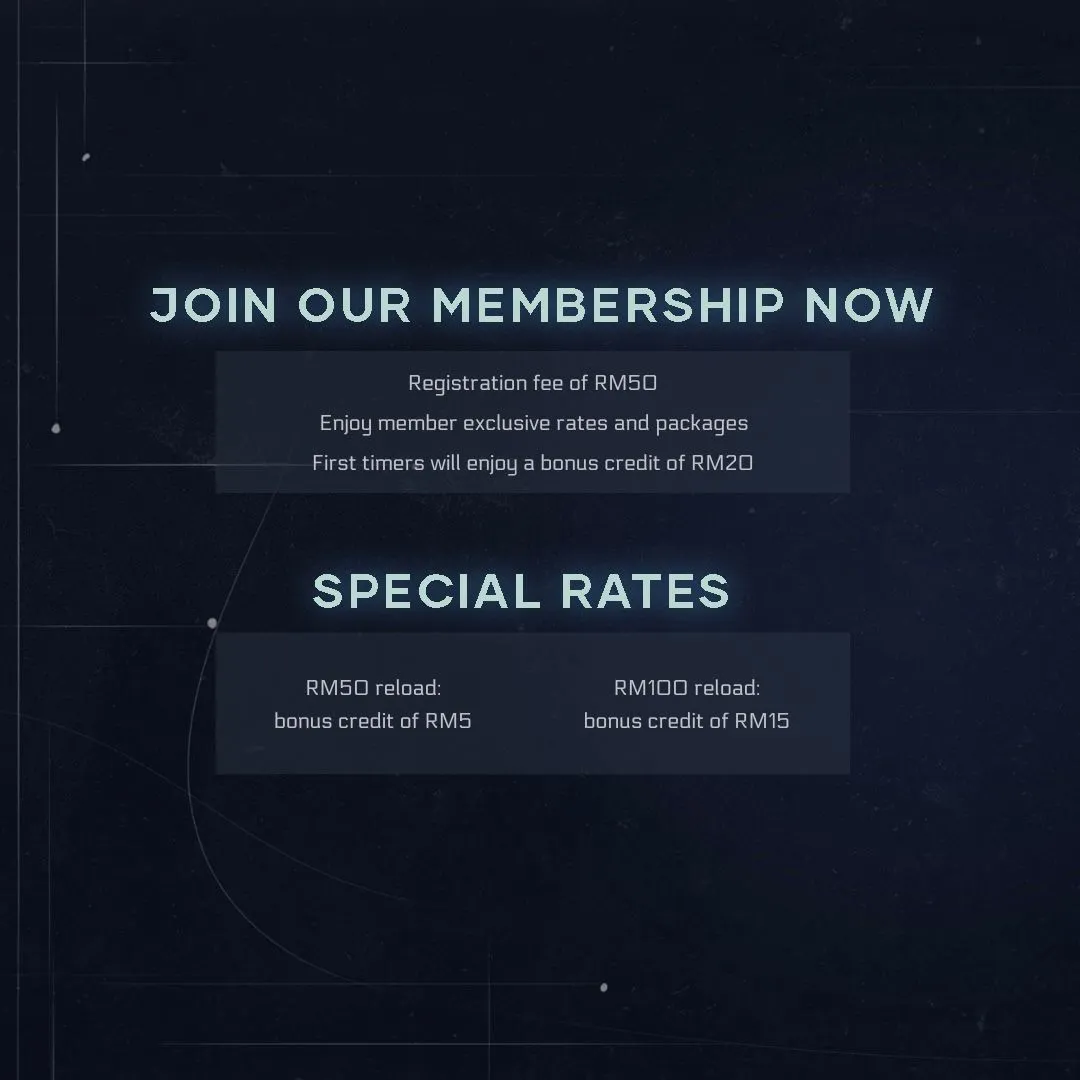 JOIN OUR MEMBERSHIP NOW
Registration fee of RM50
Enjoy member exclusive rates and packages
First timers will enjoy a bonus credit of RM20
SPECIAL RATES
RM50 reload:
bonus credit of RM5
RM100 reload:
bonus credit of RM15